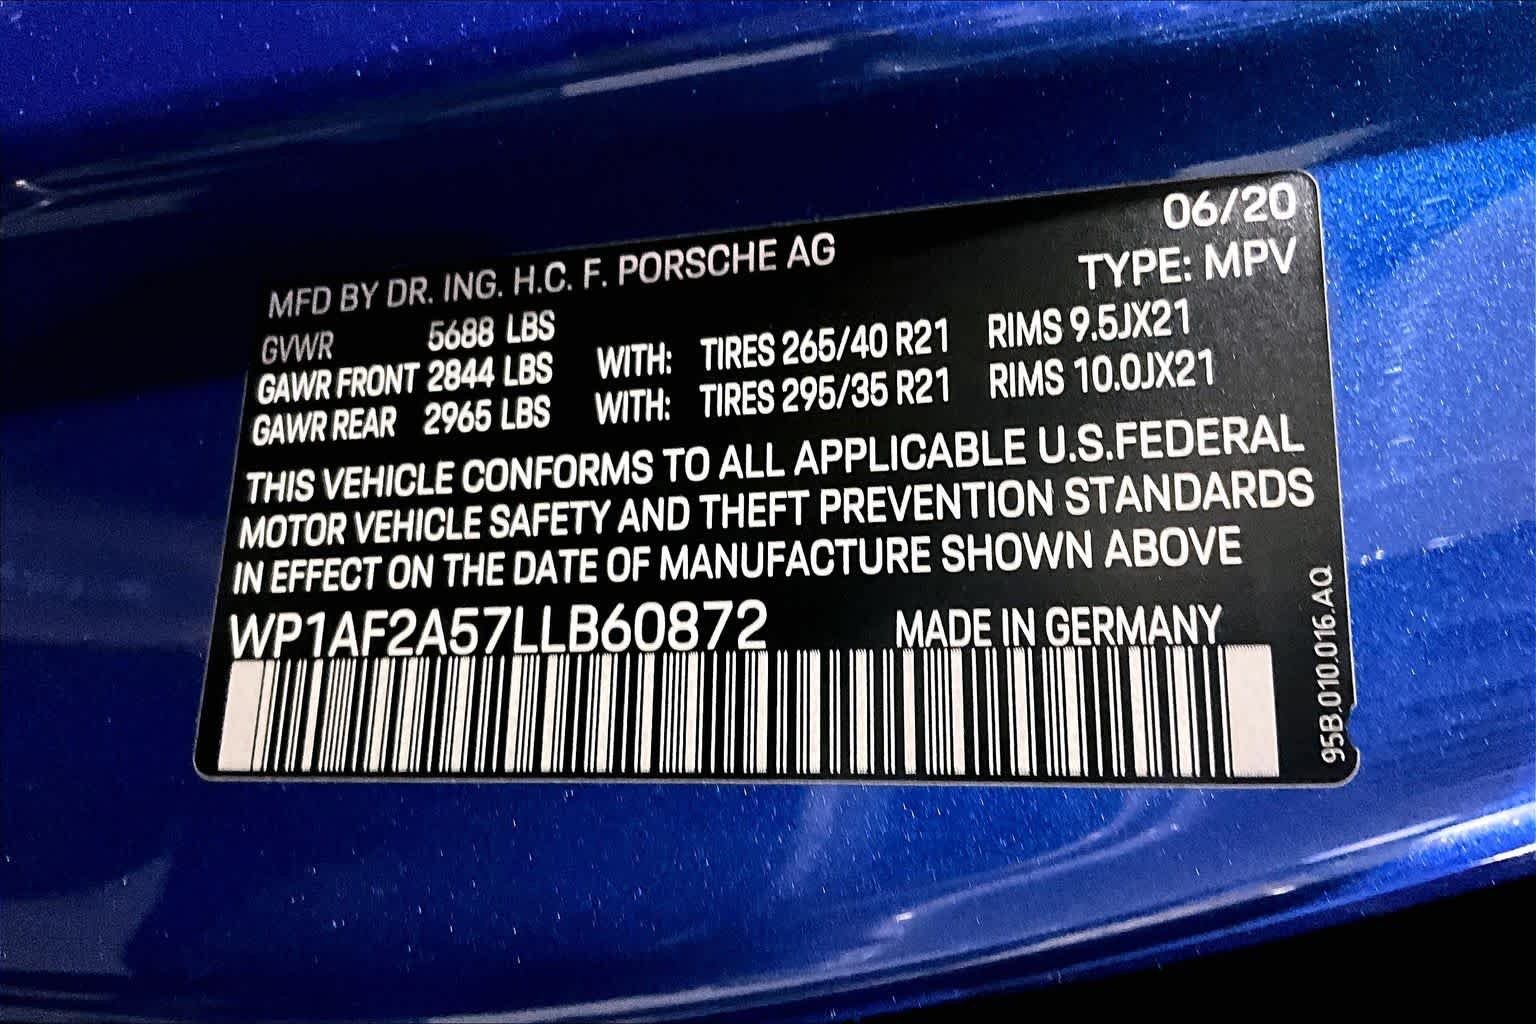 06/20
MFD BY DR. ING. H.C. F. PORSCHE AG
TYPE: MPV
GVWR 5688 LBS
GAWR FRONT 2844 LBS WITH: TIRES 265/40 R21 RIMS 9.5JX21
GAWR REAR 2965 LBS WITH: TIRES 295/35 R21 RIMS 10.0JX21
THIS VEHICLE CONFORMS TO ALL APPLICABLE U.S.FEDERAL
MOTOR VEHICLE SAFETY AND THEFT PREVENTION STANDARDS
IN EFFECT ON THE DATE OF MANUFACTURE SHOWN ABOVE
WP1AF2A57LLB60872 MADE IN GERMANY
95B.010.016.AQ